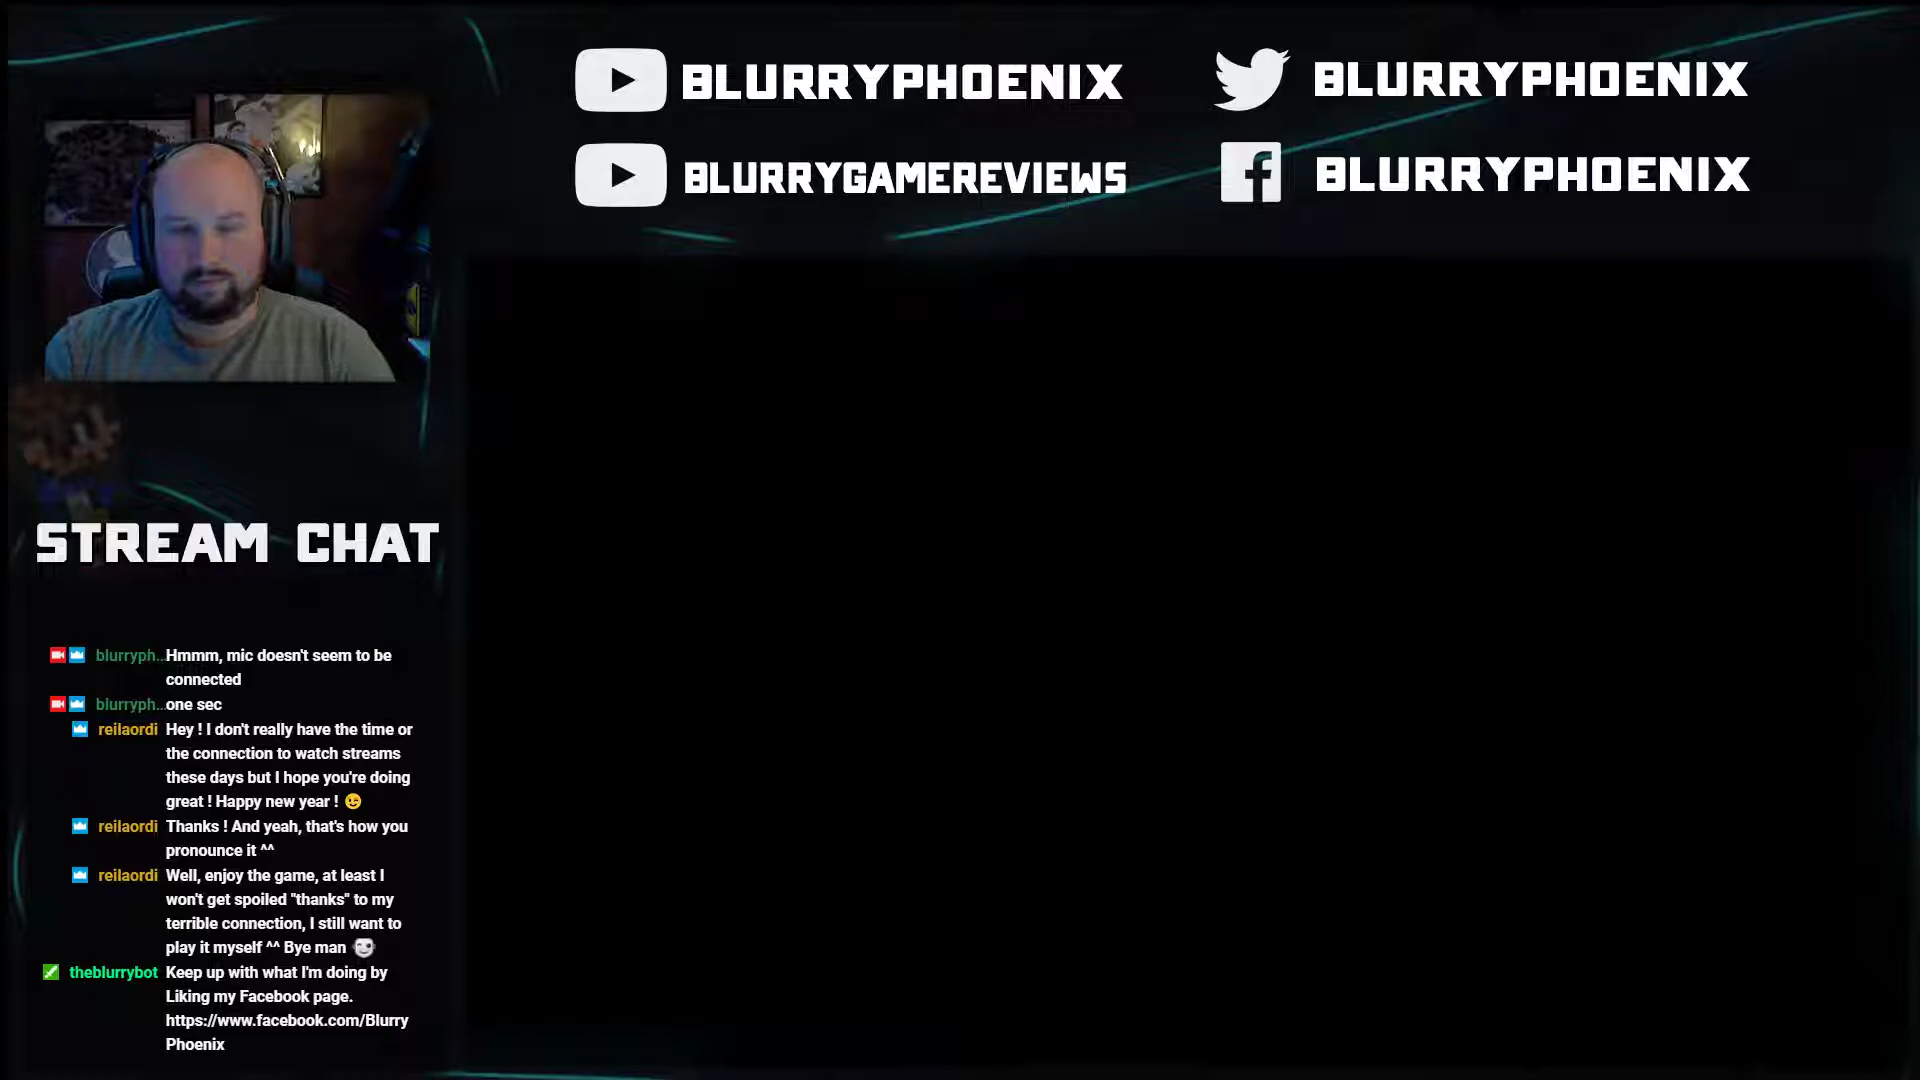 BLURRYPHOENIX
BLURRYPHOENIX
BLURRYGAMEREVIEWS
BLURRYPHOENIX
STREAM CHAT
blurryph... Hmmm, mic doesn't seem to be
connected
blurryph... one sec
reilaordi Hey ! I don't really have the time or
the connection to watch streams
these days but I hope you're doing
great ! Happy new year ! 😉
reilaordi Thanks ! And yeah, that's how you
pronounce it ^^
reilaordi Well, enjoy the game, at least I
won't get spoiled "thanks" to my
terrible connection, I still want to
play it myself ^^ Bye man
theblurrybot Keep up with what I'm doing by
Liking my Facebook page.
https://www.facebook.com/Blurry
Phoenix